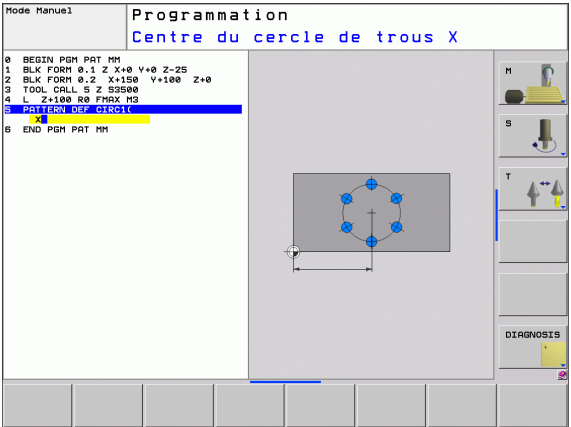 Mode Manuel
Programmation
Centre du cercle de trous X
0 BEGIN PGM PAT MM
1 BLK FORM 0.1 Z X+0 Y+0 Z-25
2 BLK FORM 0.2 X+150 Y+100 Z+0
3 TOOL CALL 5 Z S3500
4 L Z+100 R0 FMAX M3
5 PATTERN DEF CIRC1(
X
6 END PGM PAT MM
M
S
T
DIAGNOSIS